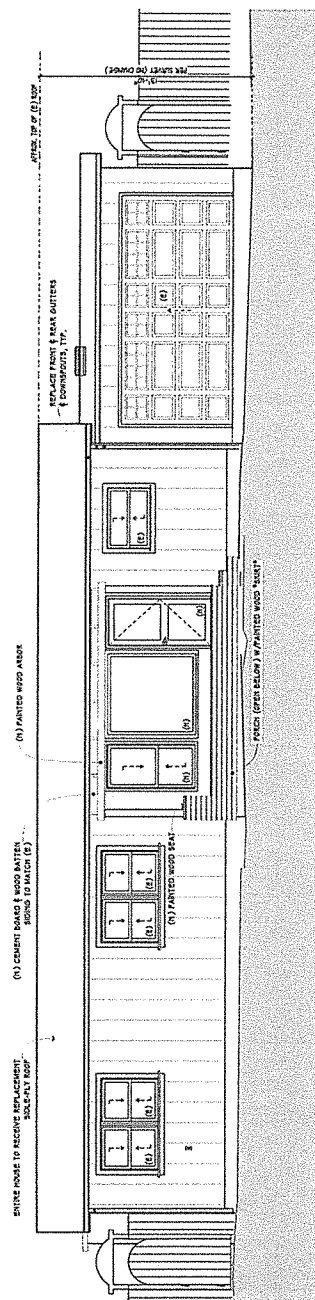 ENTIRE HOUSE TO RECEIVE REPLACEMENT
SIDLE-PLY ROOF
(N) CEMENT BOARD & WOOD BATTEN
SIDING TO MATCH (E)
(N) PAINTED WOOD ARBOR
REPLACE FRONT & REAR GUTTERS
& DOWNSPOUTS, TYP.
APPROX. TOP OF (E) ROOF
PER SURVEY (NO CHANGE)
(E)
(E)
(E)
(E)
(N)
(N)
(N)
(E)
(E)
(N) PAINTED WOOD SEAT
PORCH (OPEN BELOW) W/PAINTED WOOD "SKIRT"